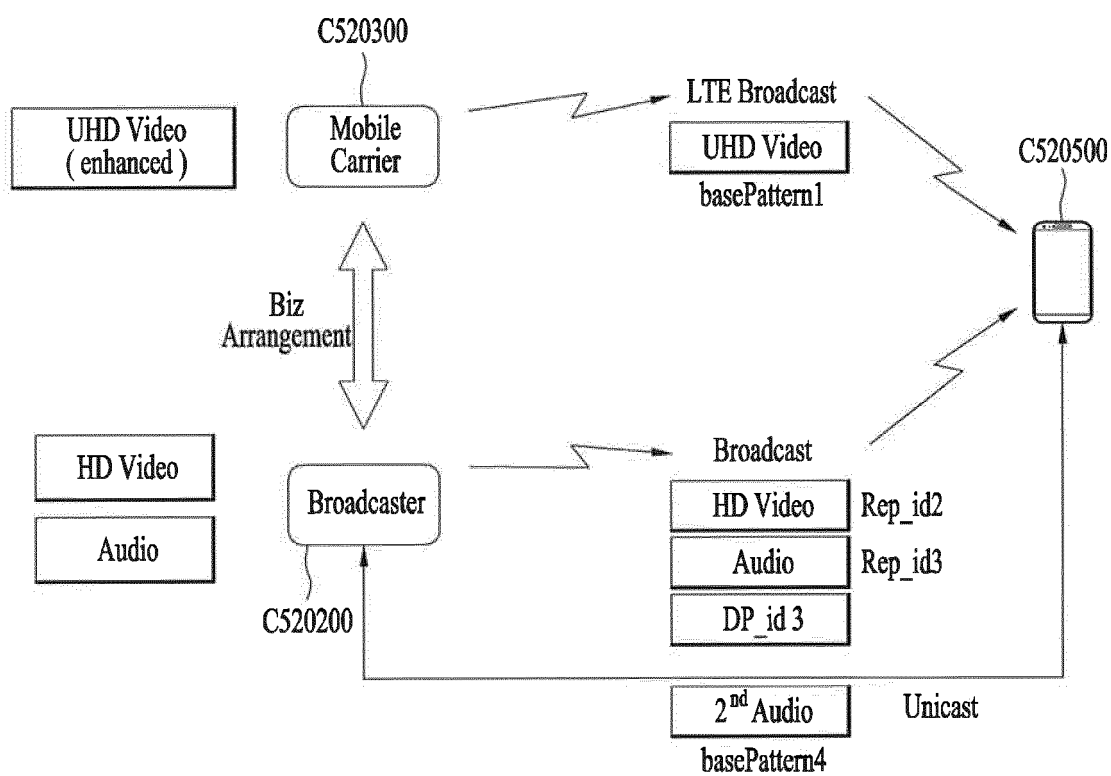 C520300
UHD Video
( enhanced )
Mobile
Carrier
LTE Broadcast
UHD Video
basePattern1
C520500
Biz
Arrangement
HD Video
Audio
Broadcaster
C520200
Broadcast
HD Video
Rep_id2
Audio
Rep_id3
DP_id 3
2nd Audio
Unicast
basePattern4